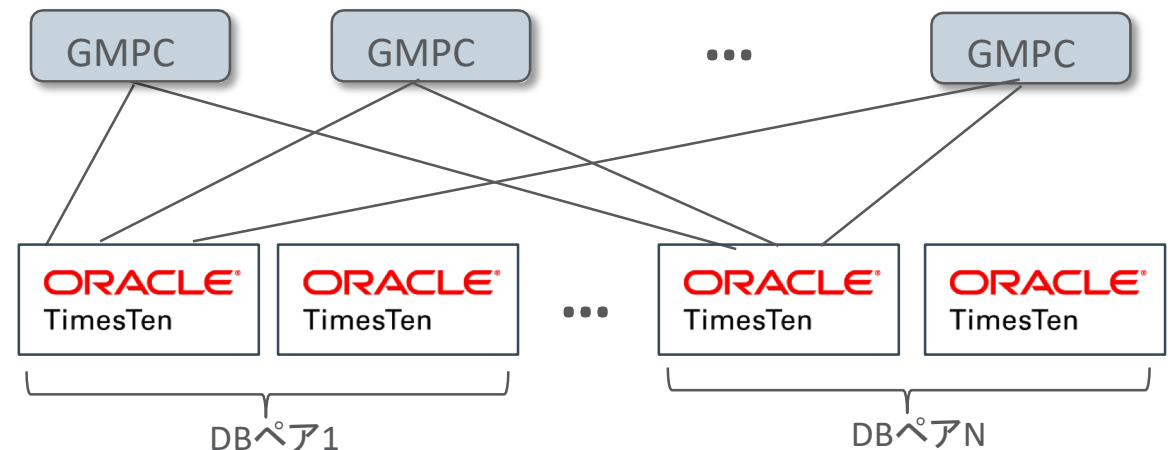 GMPC
GMPC
...
GMPC
ORACLE®
TimesTen
ORACLE®
TimesTen
...
ORACLE®
TimesTen
ORACLE®
TimesTen
DBペア1
DBペアN